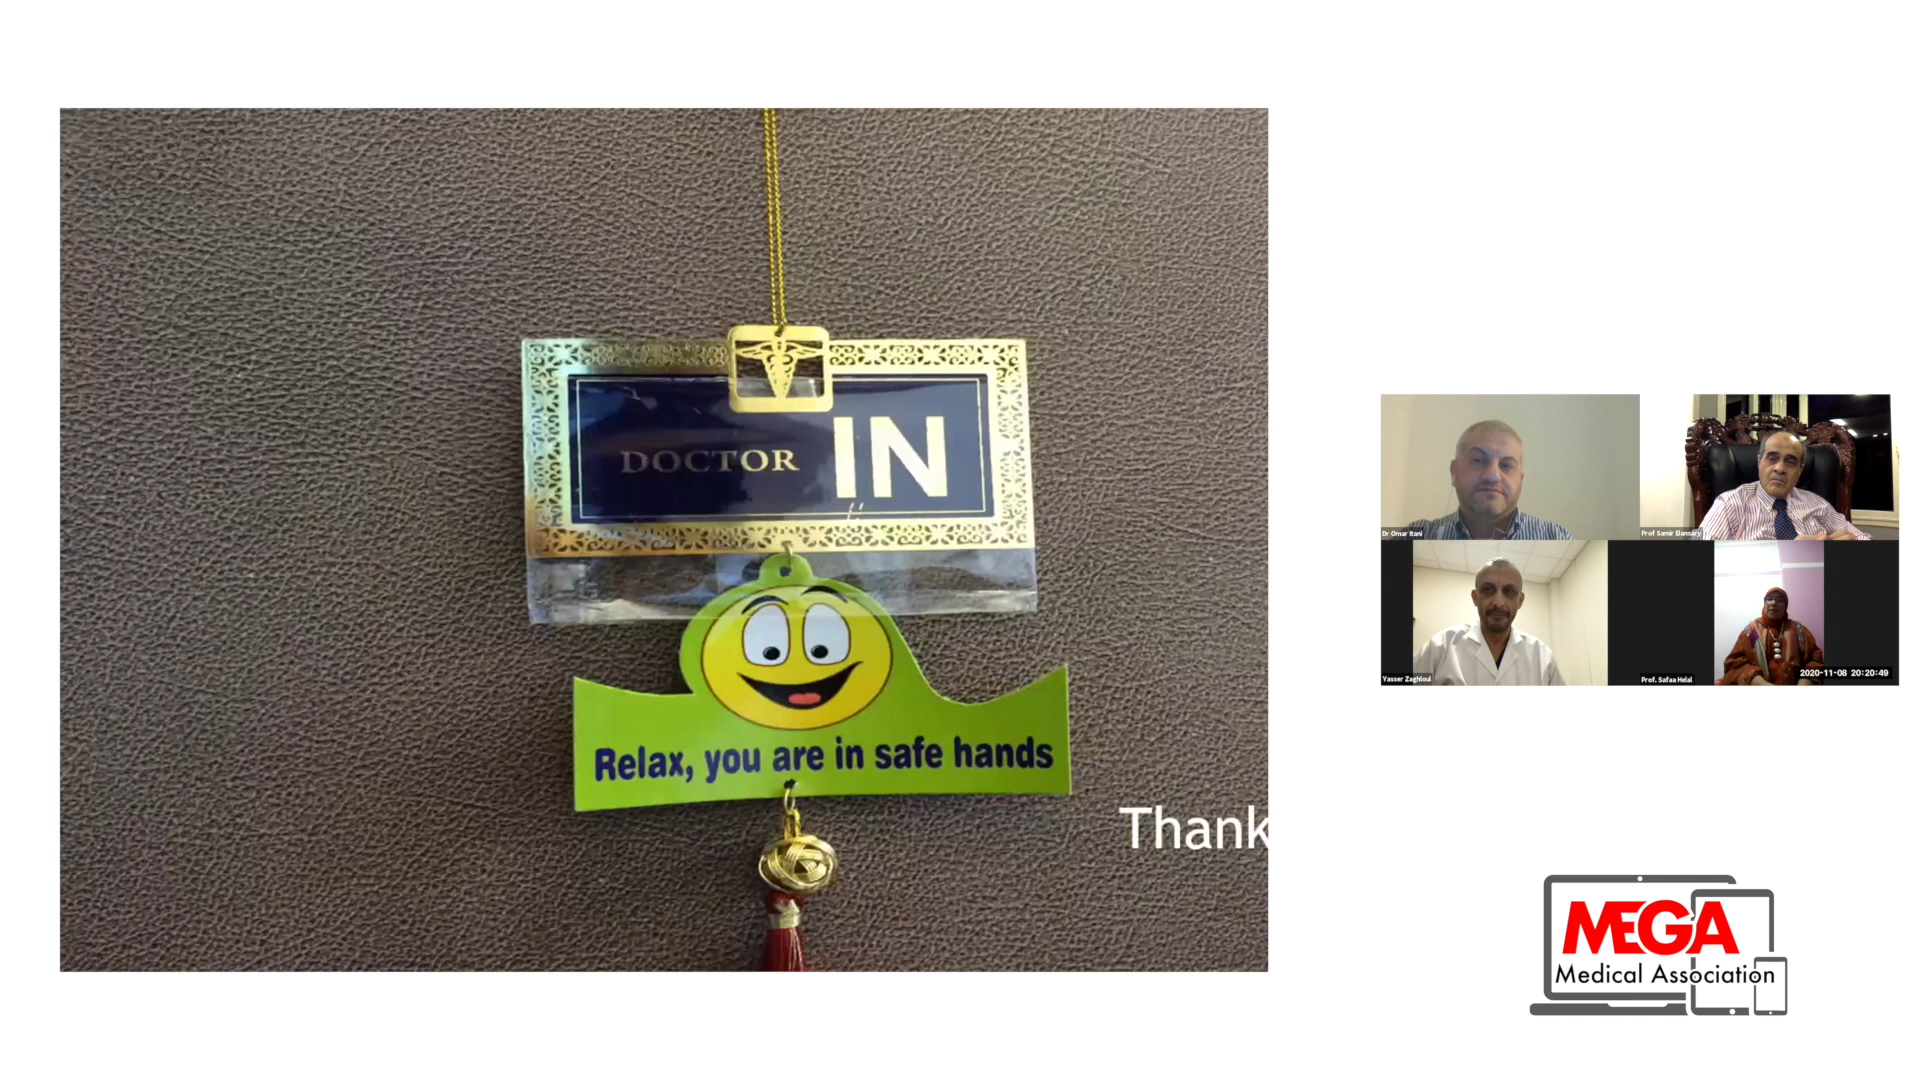 DOCTOR IN
Relax, you are in safe hands
Thank
Dr Omar Itani
Prof Samir Elansary
Yasser Zaghloul
Prof. Safaa Helal
2020-11-08 20:20:49
MEGA
Medical Association